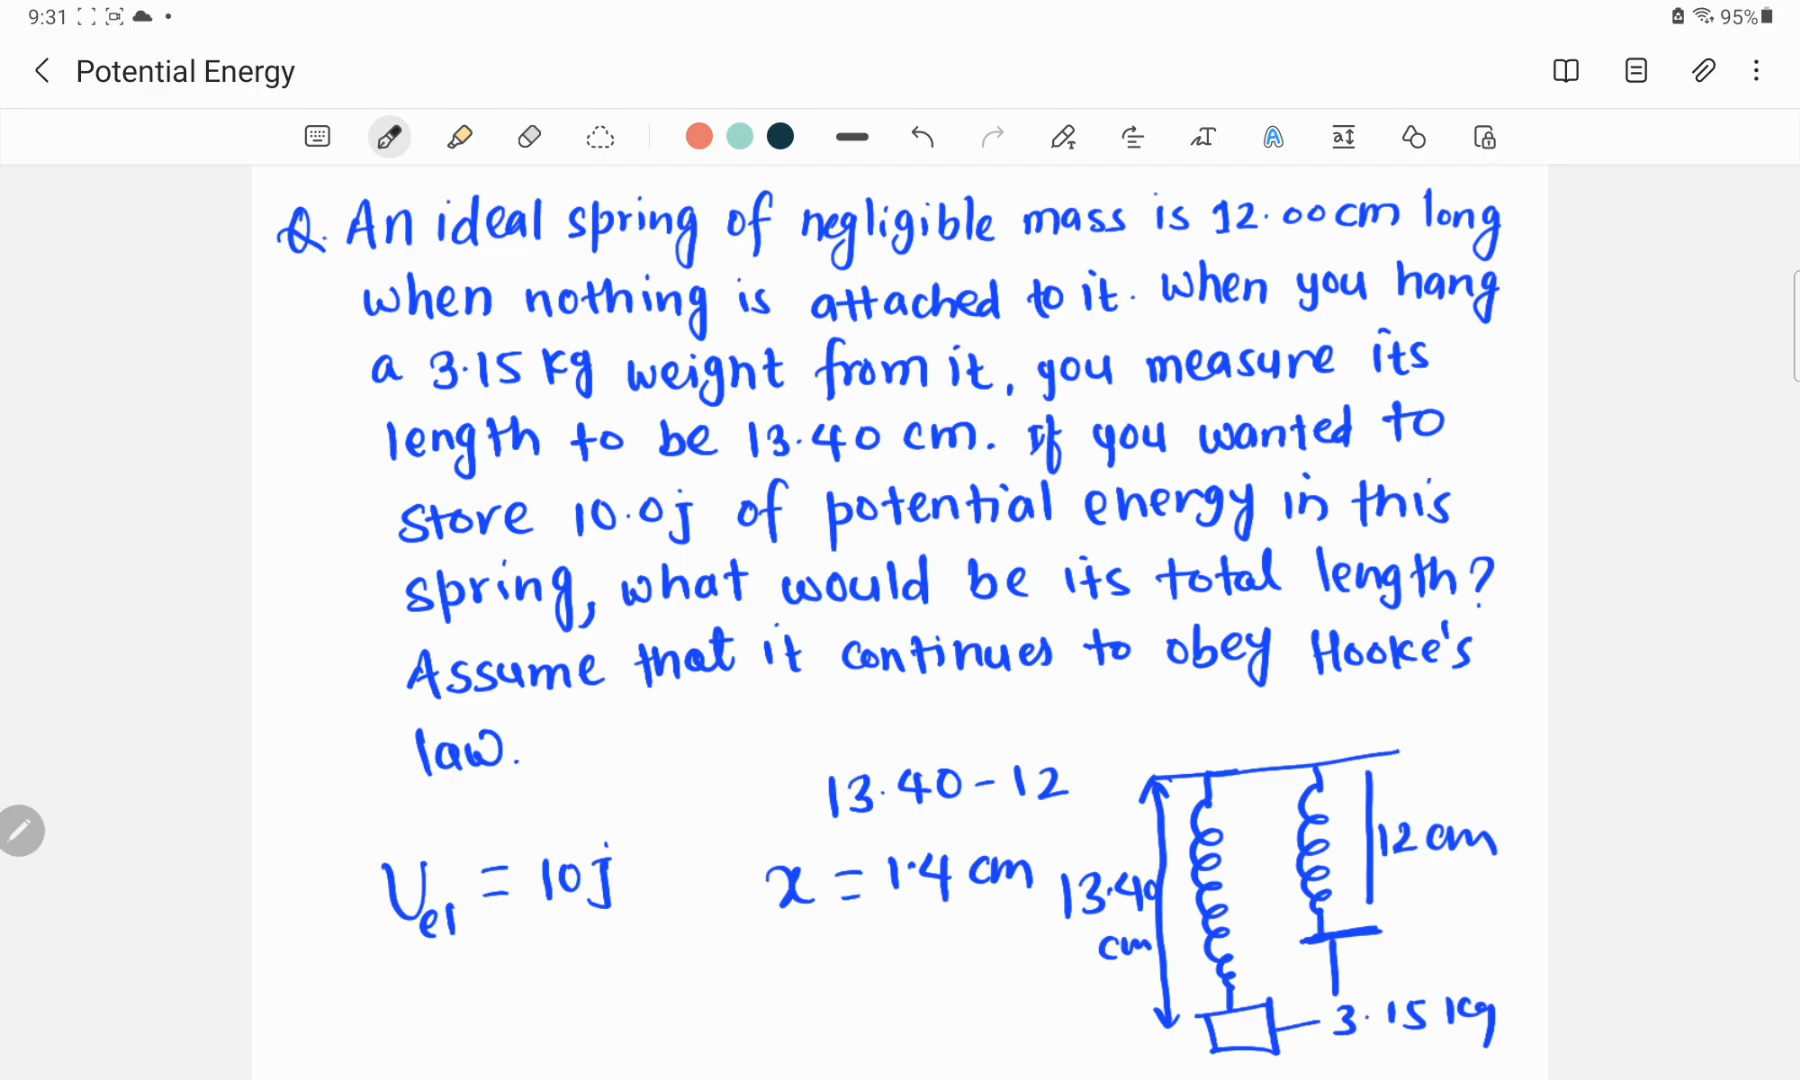 9:31
95%
Potential Energy
Q. An ideal spring of negligible mass is 12.00cm long
when nothing is attached to it. When you hang
a 3.15 kg weight from it, you measure its
length to be 13.40 cm. If you wanted to
store 10.0j of potential energy in this
spring, what would be its total length?
Assume that it continues to obey Hooke's
law.
13.40-12
12 cm
U el = 10 j
x = 1.4 cm
13.40
cm
3.15 kg